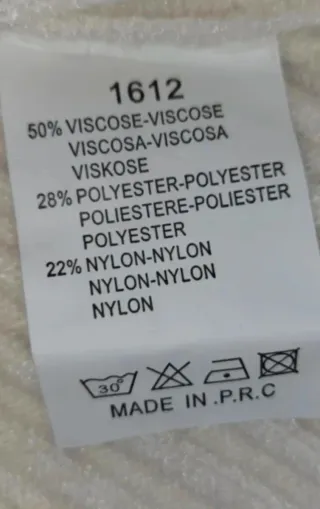 1612
50% VISCOSE-VISCOSE
VISCOSA-VISCOSA
VISKOSE
28% POLYESTER-POLYESTER
POLIESTERE-POLIESTER
POLYESTER
22% NYLON-NYLON
NYLON-NYLON
NYLON
30°
MADE IN .P.R.C